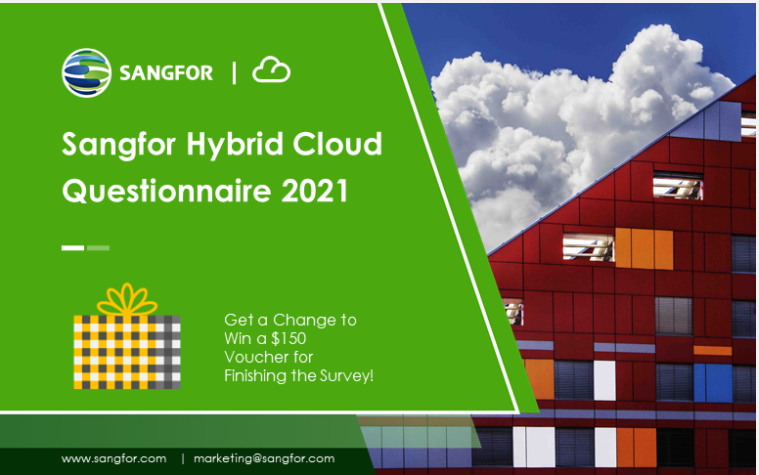 SANGFOR |
Sangfor Hybrid Cloud
Questionnaire 2021
Get a Change to
Win a $150
Voucher for
Finishing the Survey!
www.sangfor.com | marketing@sangfor.com